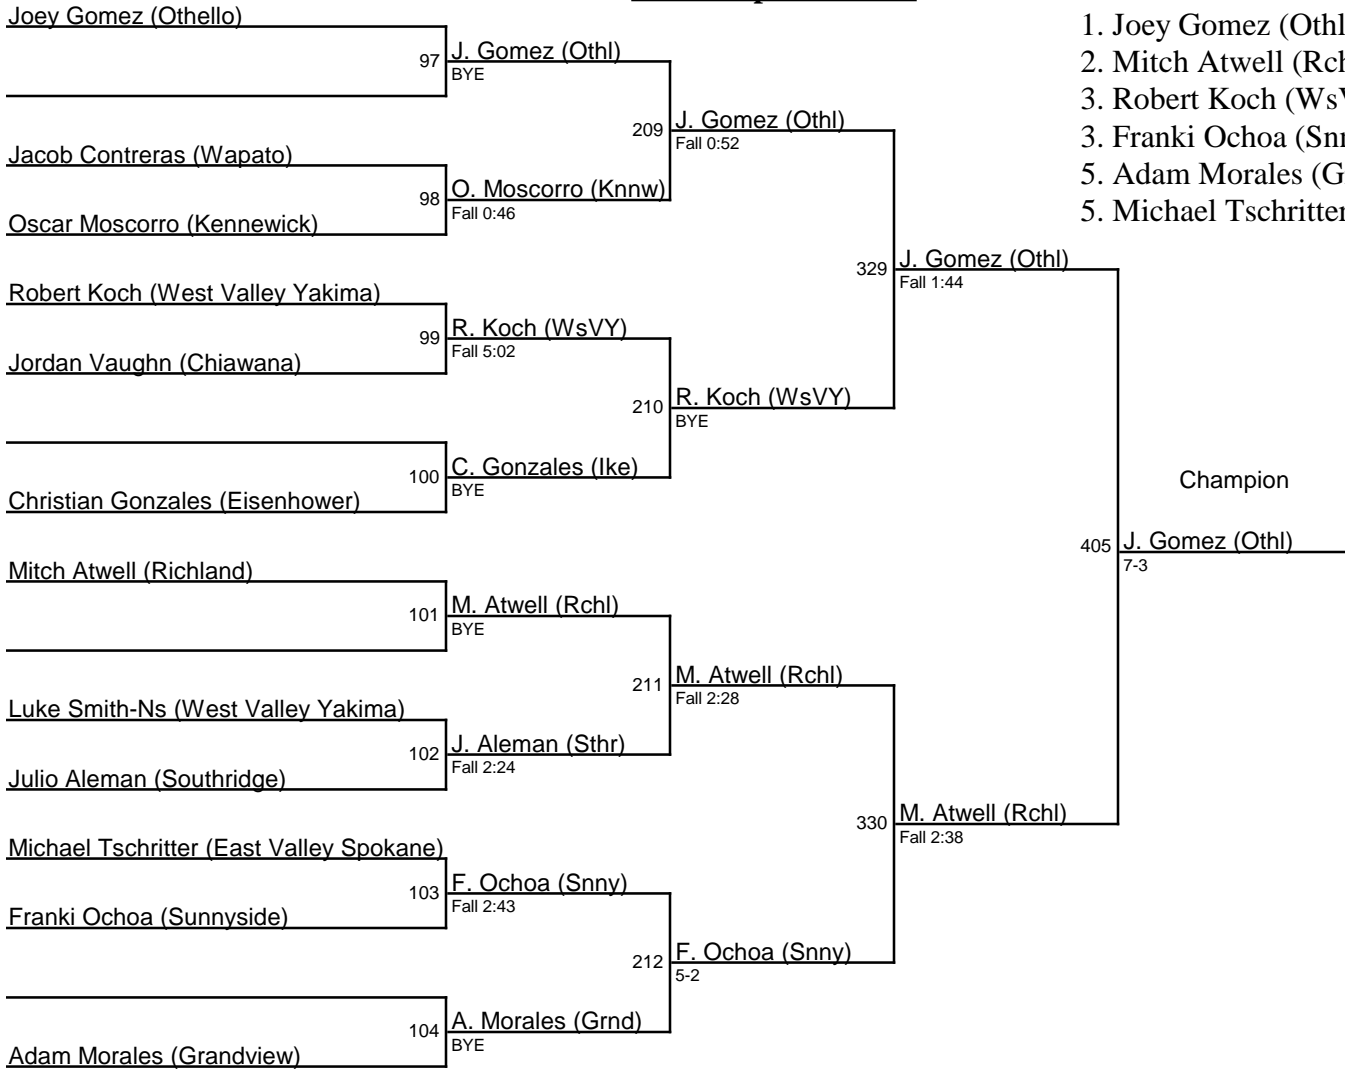 Joey Gomez (Othello)
97 J. Gomez (Othl)
BYE
209 J. Gomez (Othl)
Fall 0:52
Jacob Contreras (Wapato)
98 O. Moscorro (Knnw)
Fall 0:46
Oscar Moscorro (Kennewick)
329 J. Gomez (Othl)
Fall 1:44
Robert Koch (West Valley Yakima)
99 R. Koch (WsVY)
Fall 5:02
Jordan Vaughn (Chiawana)
210 R. Koch (WsVY)
BYE
100 C. Gonzales (Ike)
BYE
Christian Gonzales (Eisenhower)
Champion
405 J. Gomez (Othl)
7-3
Mitch Atwell (Richland)
101 M. Atwell (Rchl)
BYE
211 M. Atwell (Rchl)
Fall 2:28
Luke Smith-Ns (West Valley Yakima)
102 J. Aleman (Sthr)
Fall 2:24
Julio Aleman (Southridge)
330 M. Atwell (Rchl)
Fall 2:38
Michael Tschritter (East Valley Spokane)
103 F. Ochoa (Snny)
Fall 2:43
Franki Ochoa (Sunnyside)
212 F. Ochoa (Snny)
5-2
104 A. Morales (Grnd)
BYE
Adam Morales (Grandview)
1. Joey Gomez (Othl
2. Mitch Atwell (Rch
3. Robert Koch (WsV
3. Franki Ochoa (Snn
5. Adam Morales (G
5. Michael Tschritter